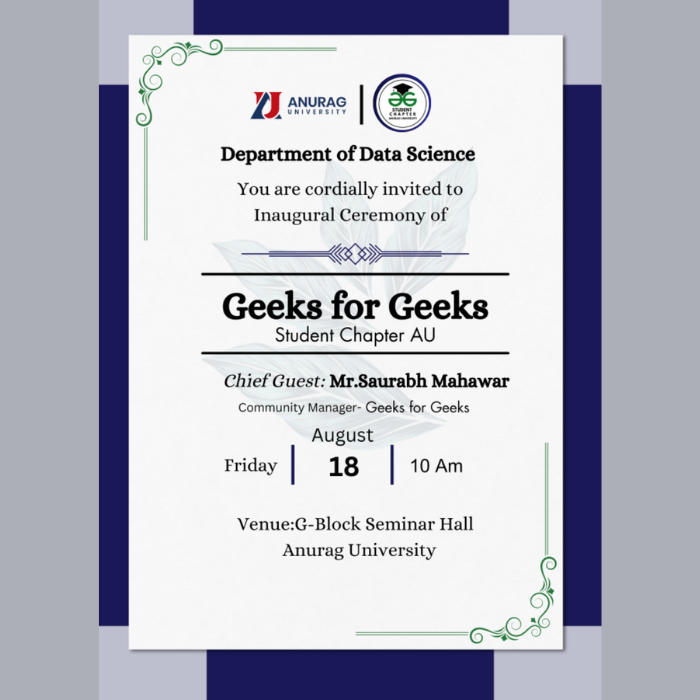 ANURAG
UNIVERSITY
STUDENT
CHAPTER
ANURAG UNIVERSITY
Department of Data Science
You are cordially invited to
Inaugural Ceremony of
Geeks for Geeks
Student Chapter AU
Chief Guest: Mr.Saurabh Mahawar
Community Manager- Geeks for Geeks
August
Friday 18 10 Am
Venue:G-Block Seminar Hall
Anurag University